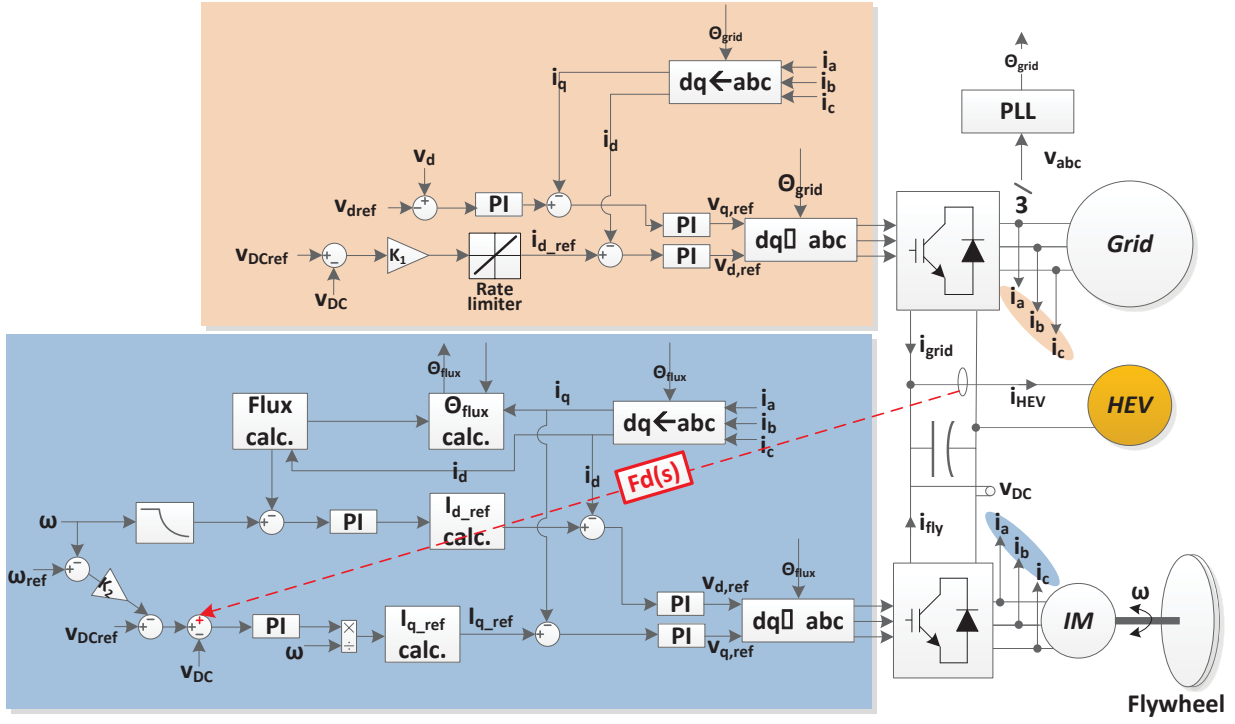 Θgrid
ia
ib
ic
dq←abc
iq
id
vd
+
-
vdref
PI
+
-
vDCref
+
-
vDC
K1
Rate
limiter
id_ref
+
-
PI
vq,ref
PI
vd,ref
Θgrid
dq▯ abc
Θgrid
PLL
vabc
3
Grid
ia
ib
ic
igrid
iHEV
HEV
vDC
ifly
Θflux
Flux
calc.
Θflux
calc.
iq
Θflux
dq←abc
ia
ib
ic
id
id
Fd(s)
ω
+
-
PI
Id_ref
calc.
+
-
ωref
+
-
K2
vDCref
+
-
+
+
-
vDC
PI
ω
×
÷
Iq_ref
calc.
Iq_ref
+
-
PI
vd,ref
PI
vq,ref
Θflux
dq▯ abc
ia
ib
ic
IM
ω
Flywheel